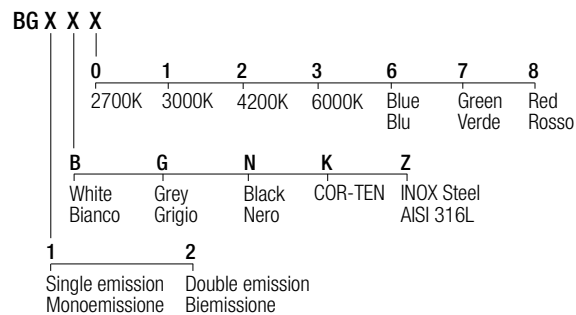 BG X X X
0 1 2 3 6 7 8
2700K 3000K 4200K 6000K Blue Green Red
Blu Verde Rosso
B G N K Z
White Grey Black COR-TEN INOX Steel
Bianco Grigio Nero AISI 316L
1 2
Single emission Double emission
Monoemissione Biemissione